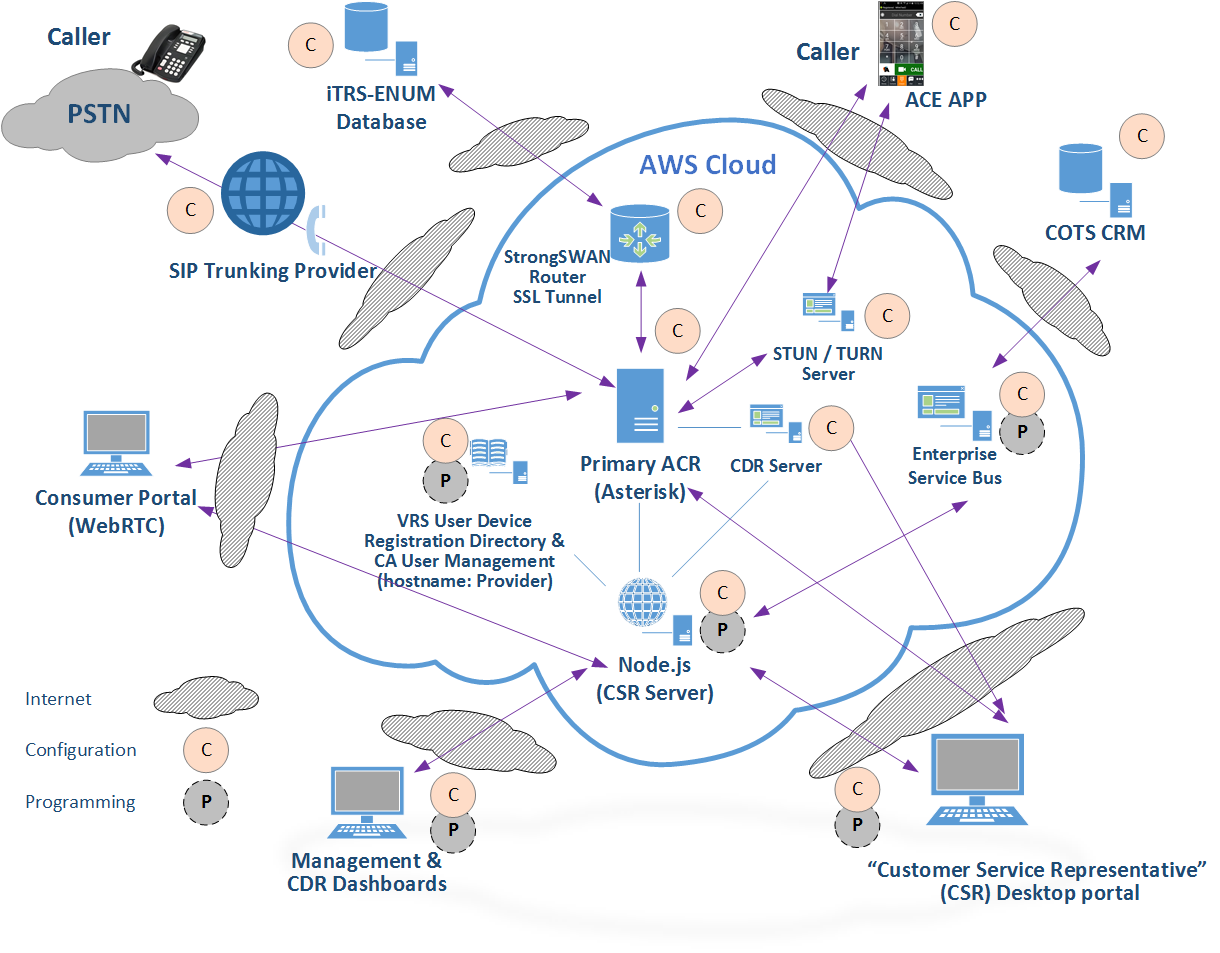 Caller
PSTN
C
iTRS-ENUM
Database
Caller
C
ACE APP
C
COTS CRM
AWS Cloud
C
SIP Trunking Provider
C
StrongSWAN
Router
SSL Tunnel
C
C
STUN / TURN
Server
C
P
Enterprise
Service Bus
C
CDR Server
Primary ACR
(Asterisk)
C
P
VRS User Device
Registration Directory &
CA User Management
(hostname: Provider)
Consumer Portal
(WebRTC)
C
P
Node.js
(CSR Server)
Internet
Configuration
C
Programming
P
C
P
Management &
CDR Dashboards
C
P
“Customer Service Representative”
(CSR) Desktop portal